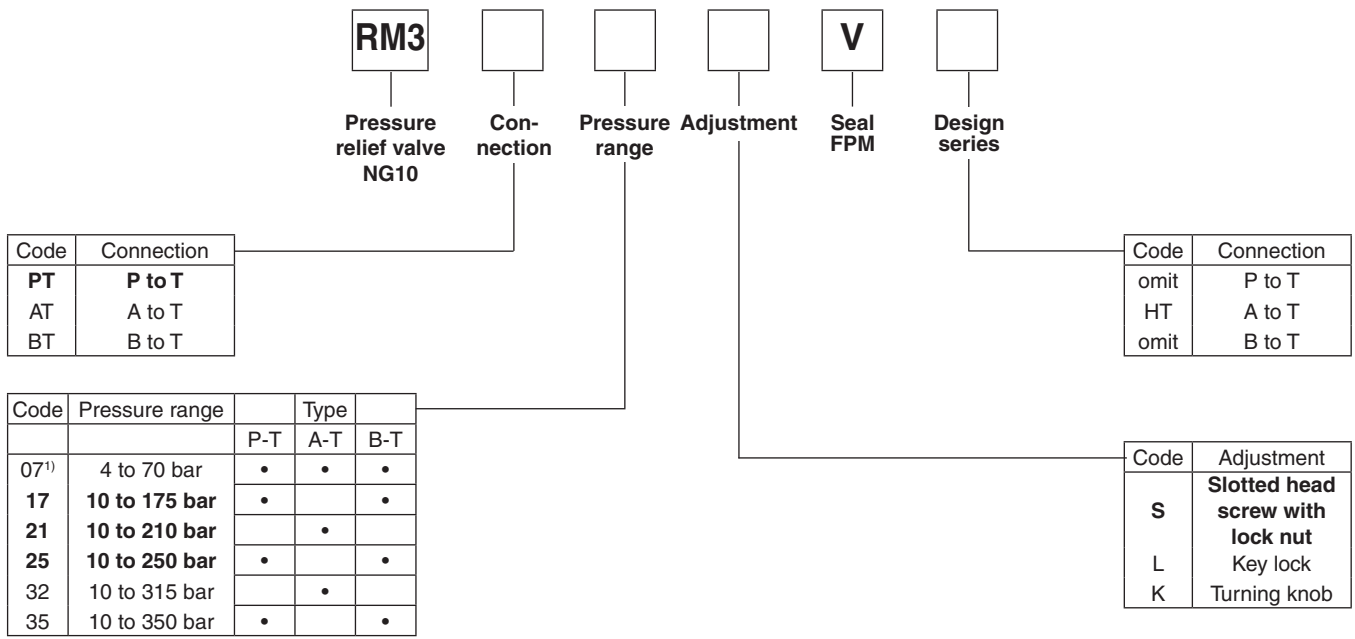 RM3 V
Pressure relief valve NG10
Con-nection
Pressure range
Adjustment
Seal FPM
Design series
Code Connection
PT P to T
AT A to T
BT B to T
Code Connection
omit P to T
HT A to T
omit B to T
Code Pressure range Type
P-T A-T B-T
07¹⁾ 4 to 70 bar • • •
17 10 to 175 bar • •
21 10 to 210 bar •
25 10 to 250 bar • •
32 10 to 315 bar •
35 10 to 350 bar • •
Code Adjustment
S Slotted head screw with lock nut
L Key lock
K Turning knob